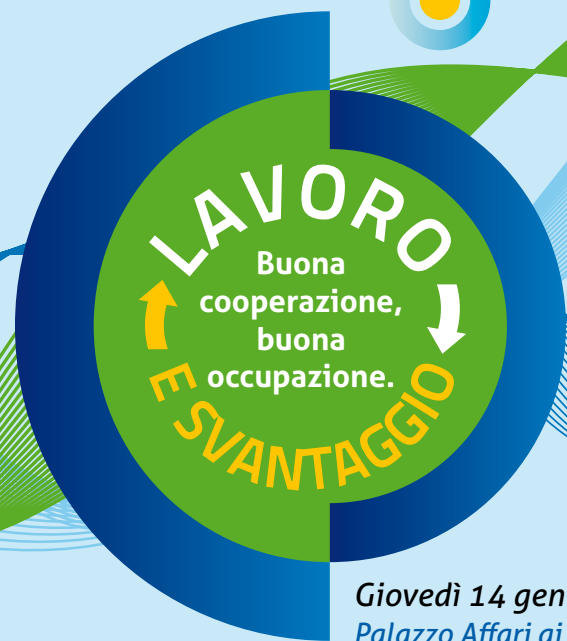 LAVORO
Buona
cooperazione,
buona
occupazione.
E SVANTAGGIO
Giovedì 14 gen
Palazzo Affari ai